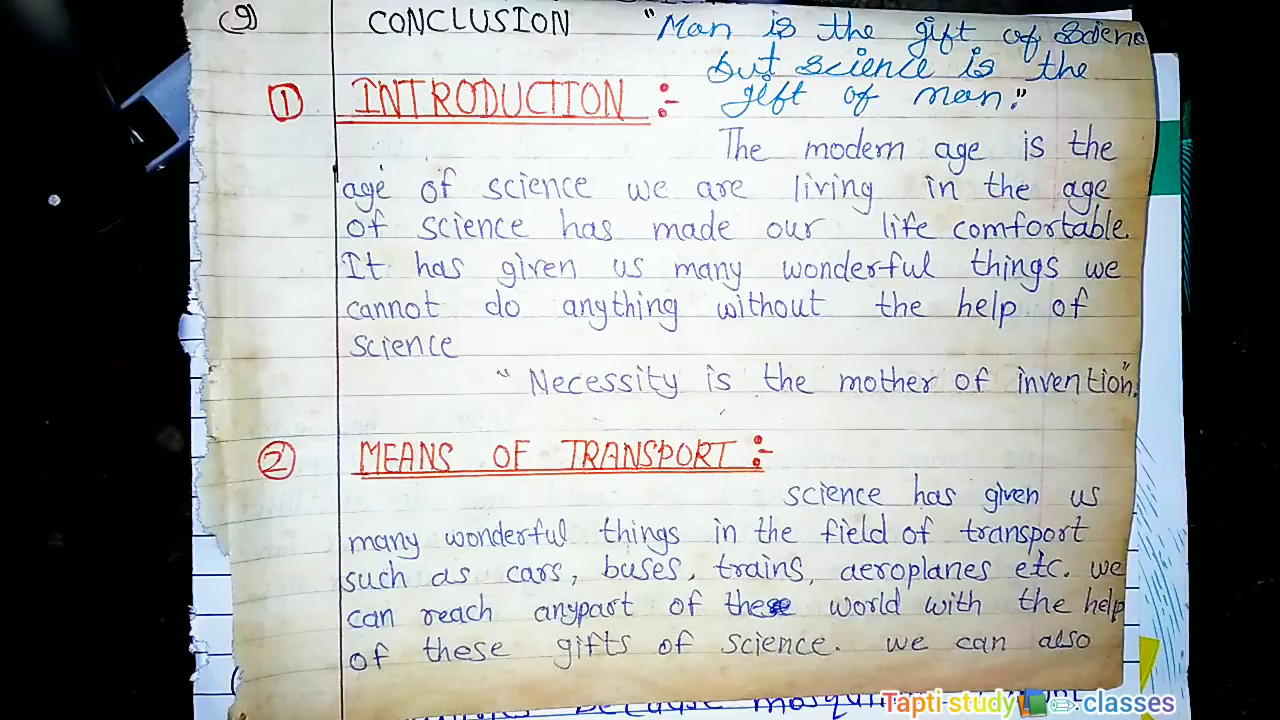 (9) CONCLUSION "Man is the gift of Scienc
but science is the
① INTRODUCTION :- gift of man."
The modern age is the
age of science we are living in the age
of science has made our life comfortable.
It has given us many wonderful things we
cannot do anything without the help of
science
"Necessity is the mother of invention".
② MEANS OF TRANSPORT :-
science has given us
many wonderful things in the field of transport
such as cars, buses, trains, aeroplanes etc. we
can reach anypart of these world with the help
of these gifts of science. we can also
because
Tapti study classes